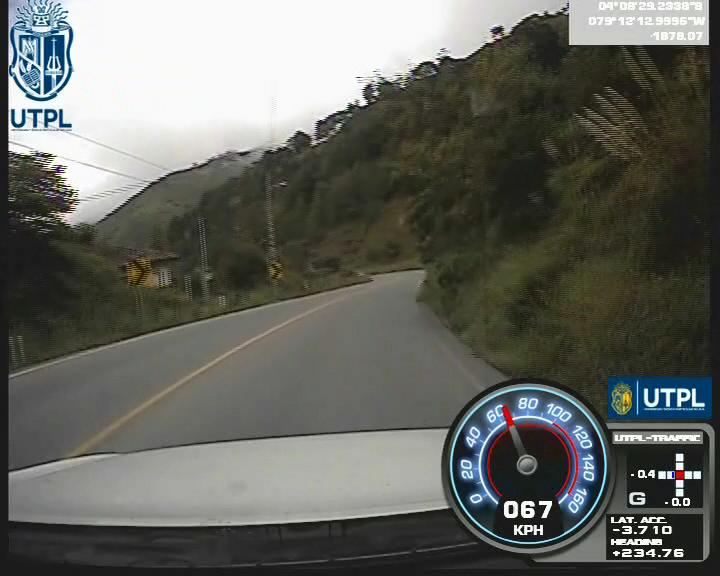 04°08'29.2338"S
079°12'12.9996"W
-1878.07
UTPL
UTPL
UTPL-TRAFFIC
0 20 40 60 80 100 120 140 160
067
KPH
-0.4
G
-0.0
LAT. ACC.
-3.710
HEADING
+234.76